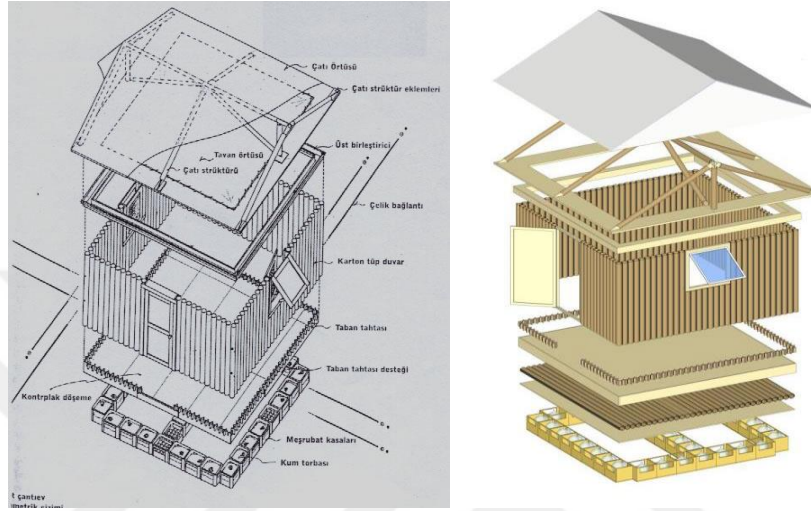 Çatı Örtüsü
Çatı strüktür eklemleri
Üst birleştirici
Tavan örtüsü
Çatı strüktürü
Çelik bağlantı
Karton tüp duvar
Taban tahtası
Taban tahtası desteği
Kontrplak döşeme
Meşrubat kasaları
Kum torbası
t çantıev